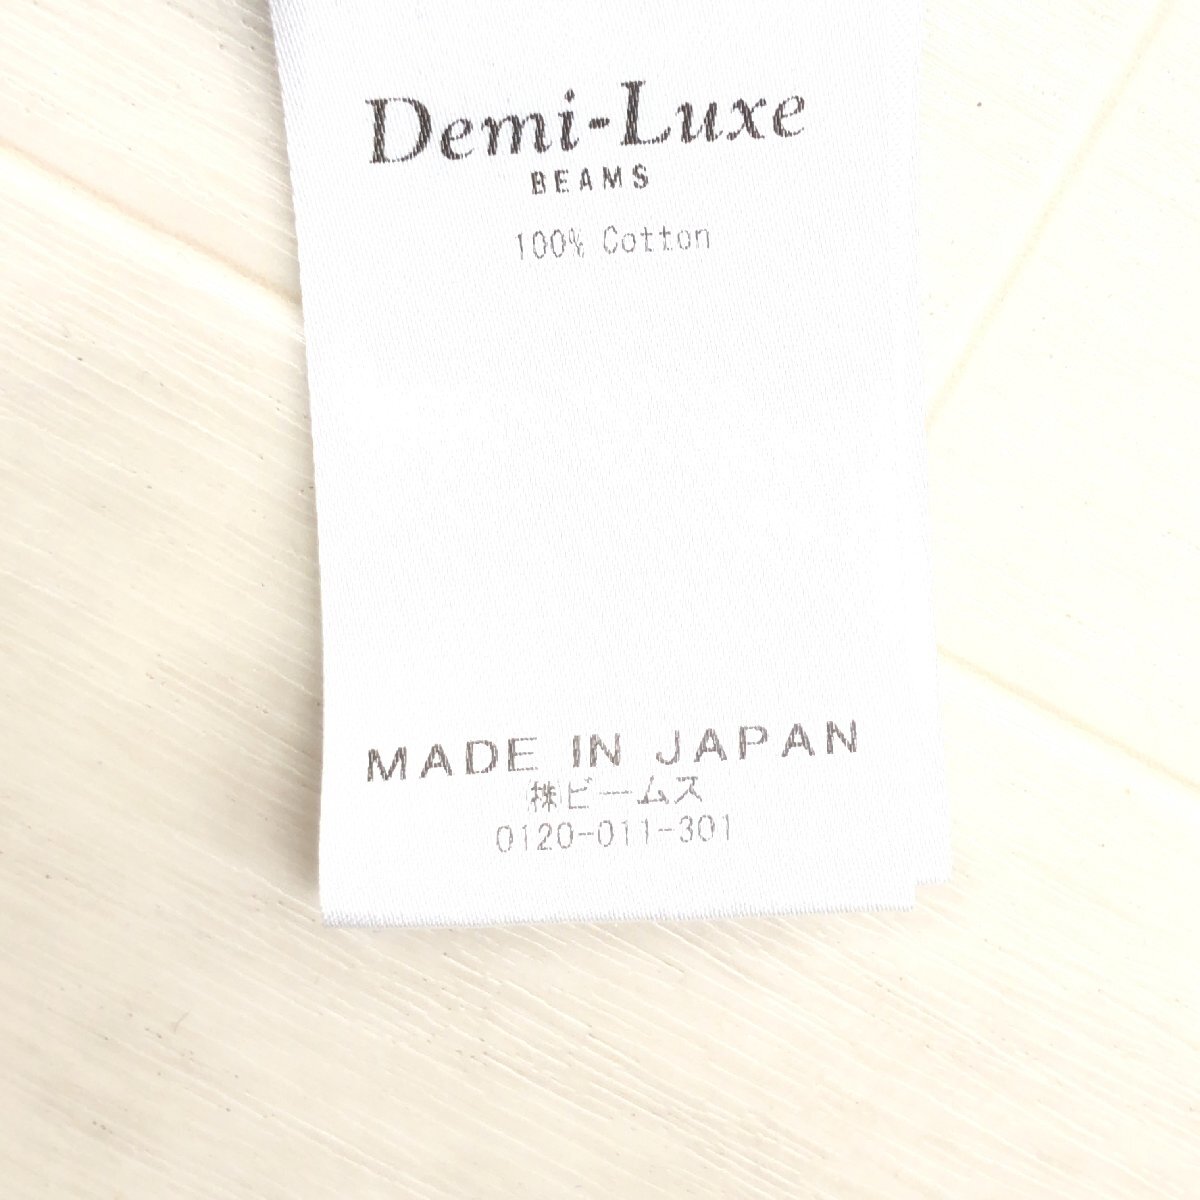 Demi-Luxe
BEAMS
100% Cotton
MADE IN JAPAN
㈱ビームス
0120-011-301